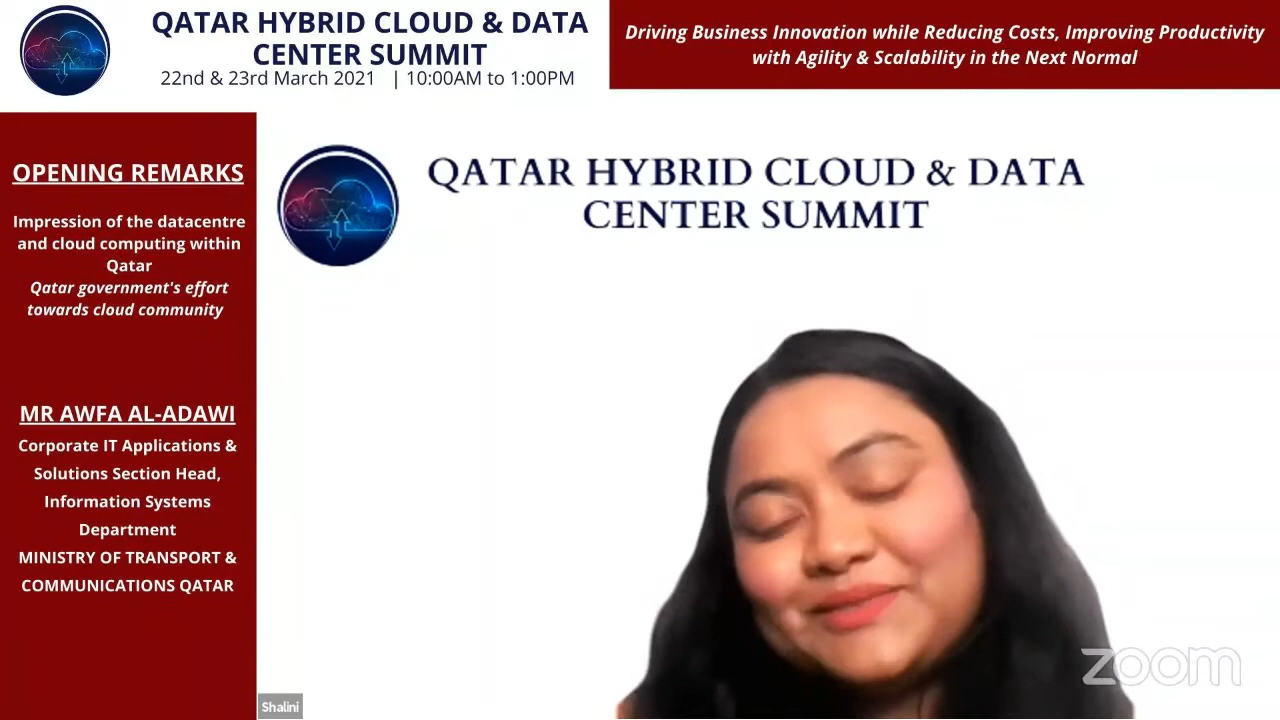 QATAR HYBRID CLOUD & DATA
CENTER SUMMIT
22nd & 23rd March 2021 | 10:00AM to 1:00PM
Driving Business Innovation while Reducing Costs, Improving Productivity
with Agility & Scalability in the Next Normal
OPENING REMARKS
Impression of the datacentre
and cloud computing within
Qatar
Qatar government's effort
towards cloud community
MR AWFA AL-ADAWI
Corporate IT Applications &
Solutions Section Head,
Information Systems
Department
MINISTRY OF TRANSPORT &
COMMUNICATIONS QATAR
QATAR HYBRID CLOUD & DATA
CENTER SUMMIT
Shalini
zoom